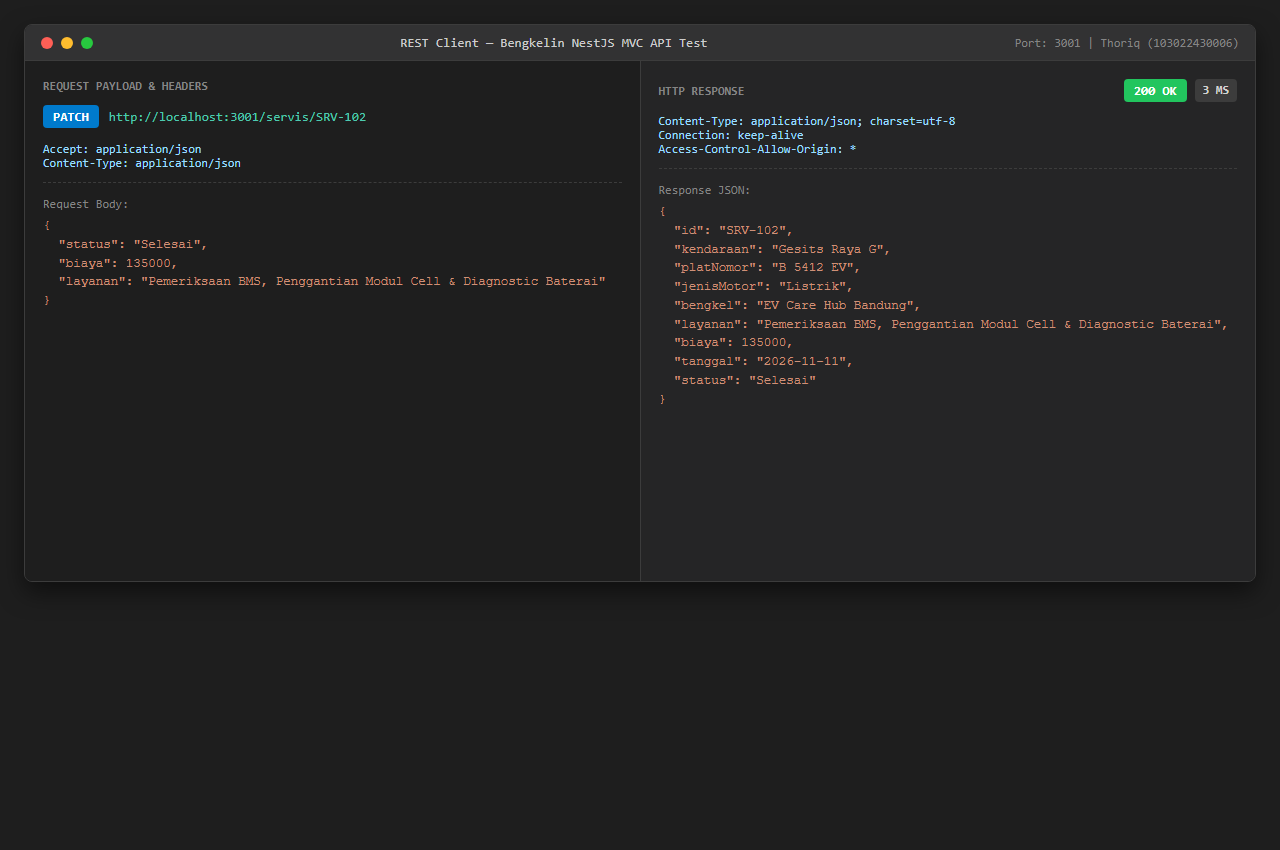 REST Client — Bengkelin NestJS MVC API Test
Port: 3001 | Thoriq (103022430006)
REQUEST PAYLOAD & HEADERS
PATCH http://localhost:3001/servis/SRV-102
Accept: application/json
Content-Type: application/json
Request Body:
{
  "status": "Selesai",
  "biaya": 135000,
  "layanan": "Pemeriksaan BMS, Penggantian Modul Cell & Diagnostic Baterai"
}
HTTP RESPONSE
200 OK
3 MS
Content-Type: application/json; charset=utf-8
Connection: keep-alive
Access-Control-Allow-Origin: *
Response JSON:
{
  "id": "SRV-102",
  "kendaraan": "Gesits Raya G",
  "platNomor": "B 5412 EV",
  "jenisMotor": "Listrik",
  "bengkel": "EV Care Hub Bandung",
  "layanan": "Pemeriksaan BMS, Penggantian Modul Cell & Diagnostic Baterai",
  "biaya": 135000,
  "tanggal": "2026-11-11",
  "status": "Selesai"
}